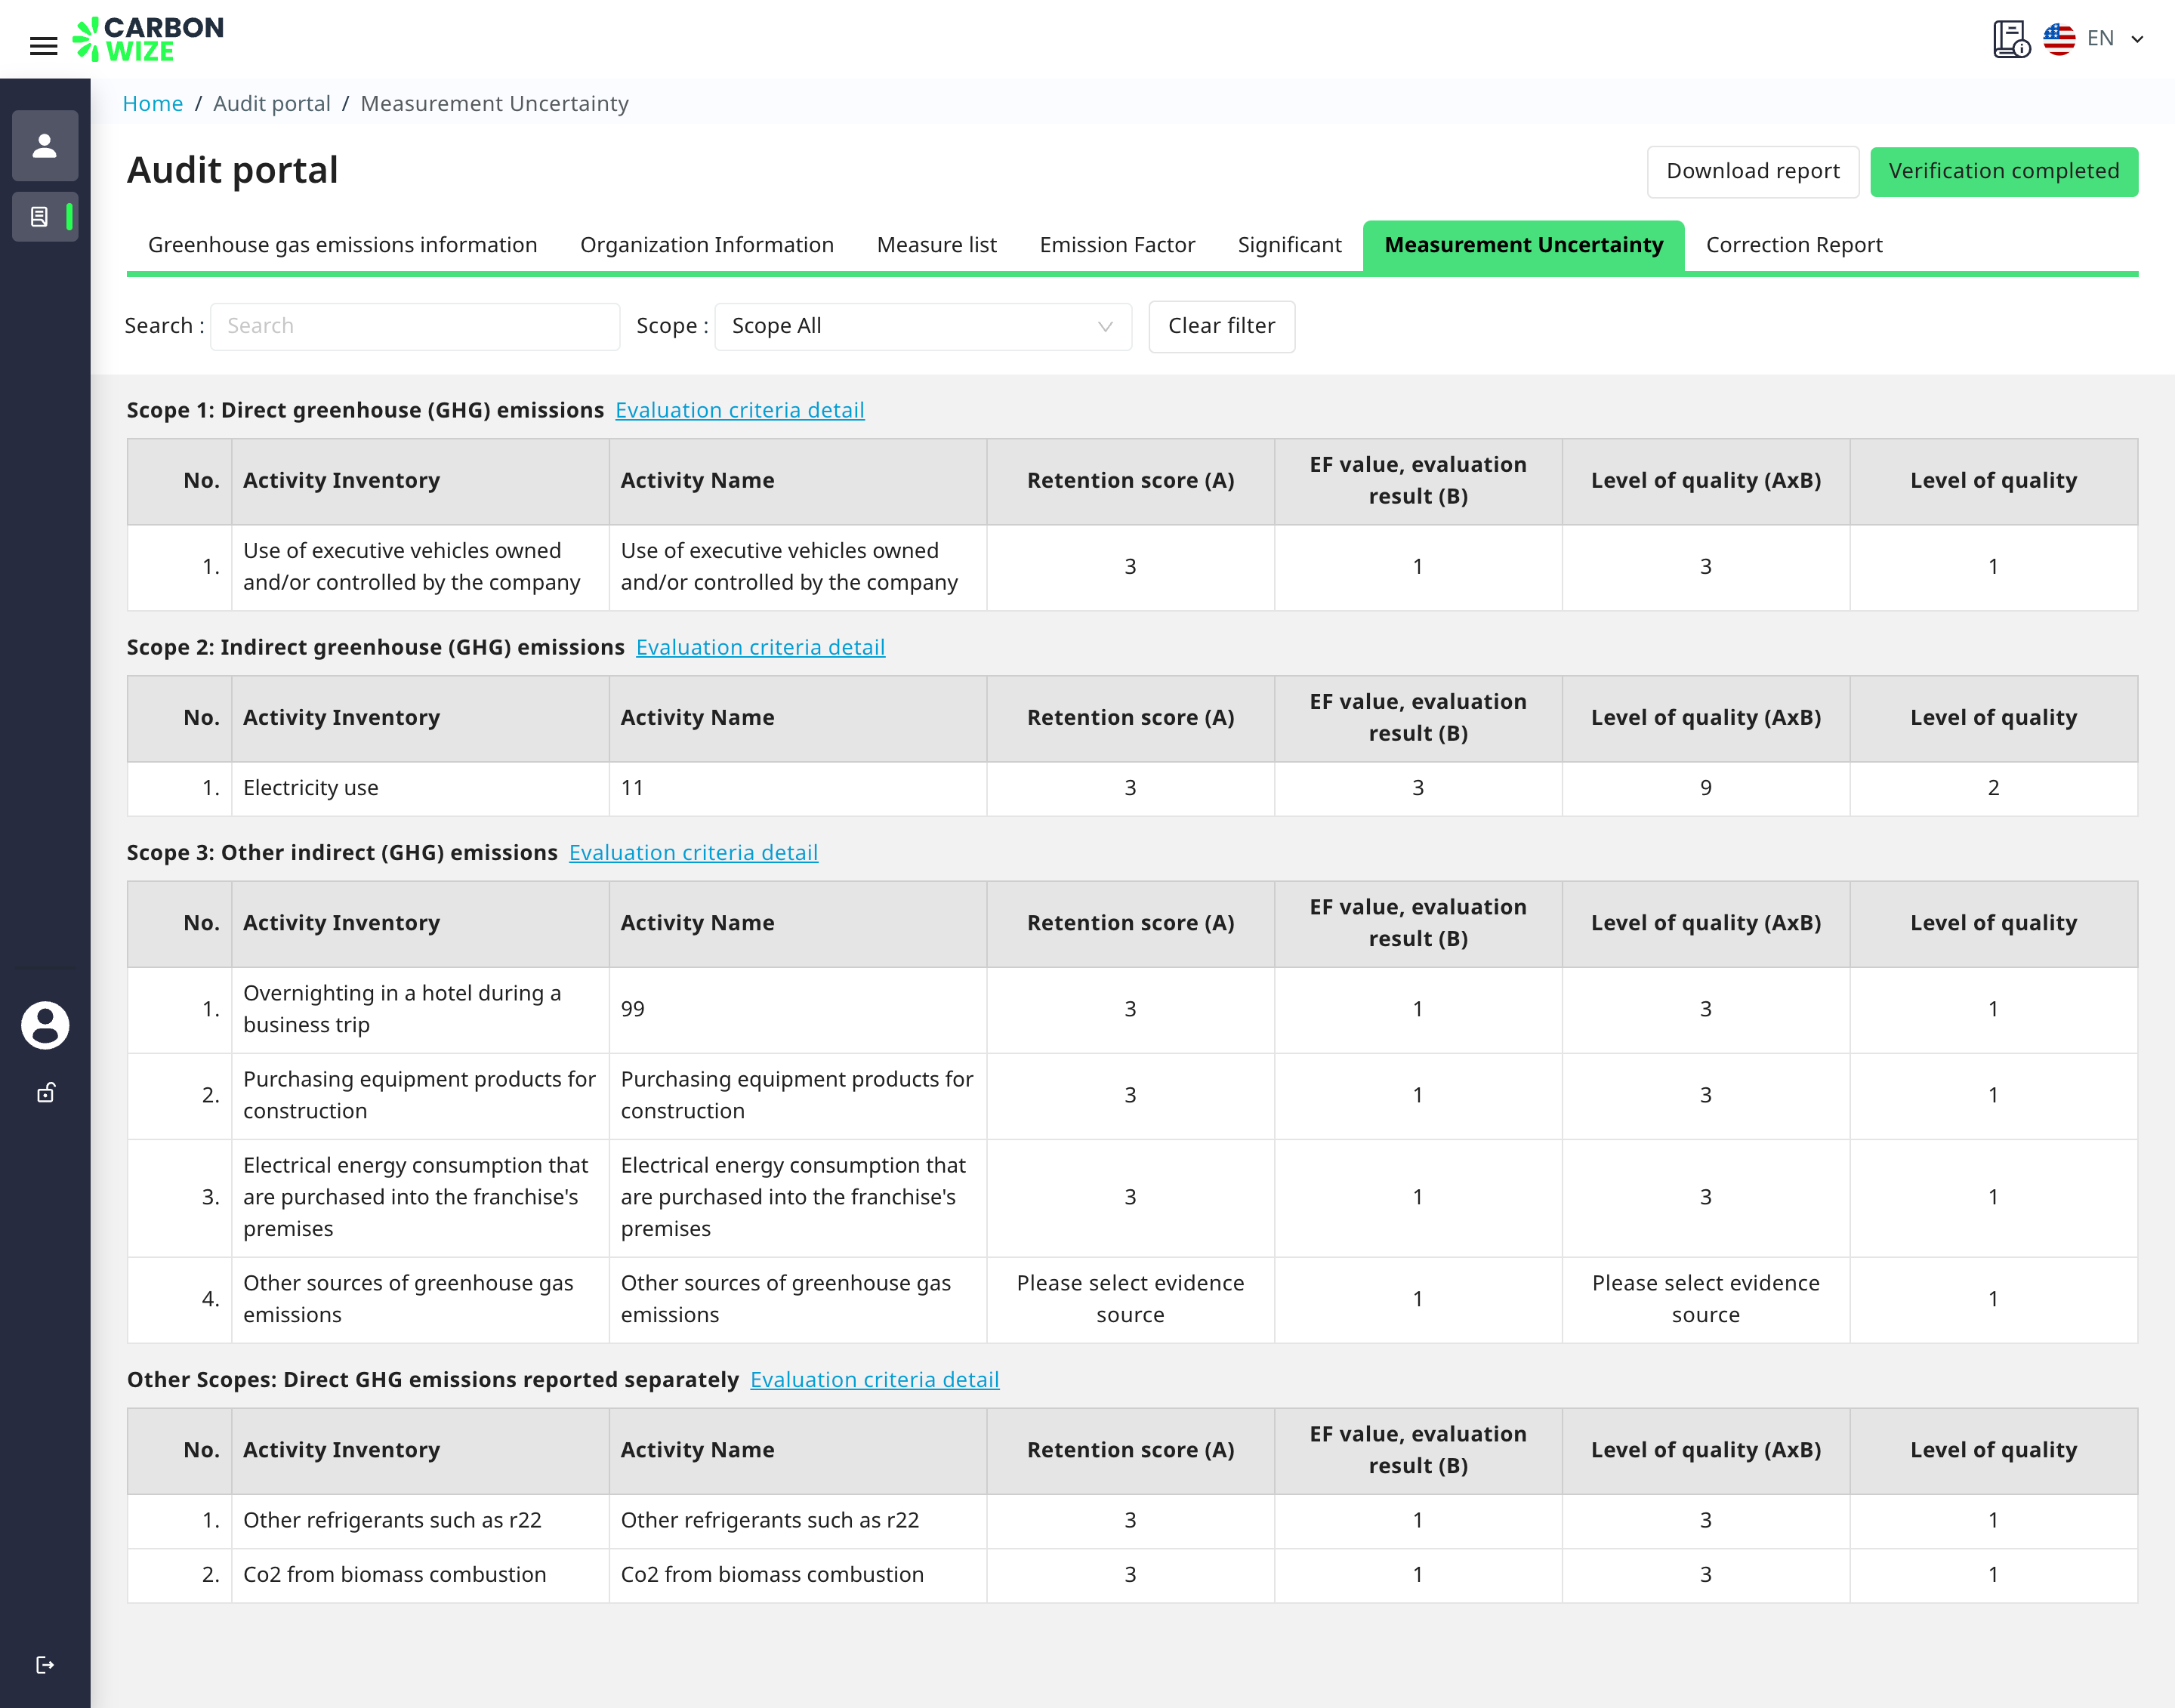 CARBON
WIZE
EN
Home / Audit portal / Measurement Uncertainty
Audit portal
Download report
Verification completed
Greenhouse gas emissions information
Organization Information
Measure list
Emission Factor
Significant
Measurement Uncertainty
Correction Report
Search : Search
Scope : Scope All
Clear filter
Scope 1: Direct greenhouse (GHG) emissions Evaluation criteria detail
No.
Activity Inventory
Activity Name
Retention score (A)
EF value, evaluation
result (B)
Level of quality (AxB)
Level of quality
1.
Use of executive vehicles owned
and/or controlled by the company
Use of executive vehicles owned
and/or controlled by the company
3
1
3
1
Scope 2: Indirect greenhouse (GHG) emissions Evaluation criteria detail
No.
Activity Inventory
Activity Name
Retention score (A)
EF value, evaluation
result (B)
Level of quality (AxB)
Level of quality
1.
Electricity use
11
3
3
9
2
Scope 3: Other indirect (GHG) emissions Evaluation criteria detail
No.
Activity Inventory
Activity Name
Retention score (A)
EF value, evaluation
result (B)
Level of quality (AxB)
Level of quality
1.
Overnighting in a hotel during a
business trip
99
3
1
3
1
2.
Purchasing equipment products for
construction
Purchasing equipment products for
construction
3
1
3
1
3.
Electrical energy consumption that
are purchased into the franchise's
premises
Electrical energy consumption that
are purchased into the franchise's
premises
3
1
3
1
4.
Other sources of greenhouse gas
emissions
Other sources of greenhouse gas
emissions
Please select evidence
source
1
Please select evidence
source
1
Other Scopes: Direct GHG emissions reported separately Evaluation criteria detail
No.
Activity Inventory
Activity Name
Retention score (A)
EF value, evaluation
result (B)
Level of quality (AxB)
Level of quality
1.
Other refrigerants such as r22
Other refrigerants such as r22
3
1
3
1
2.
Co2 from biomass combustion
Co2 from biomass combustion
3
1
3
1